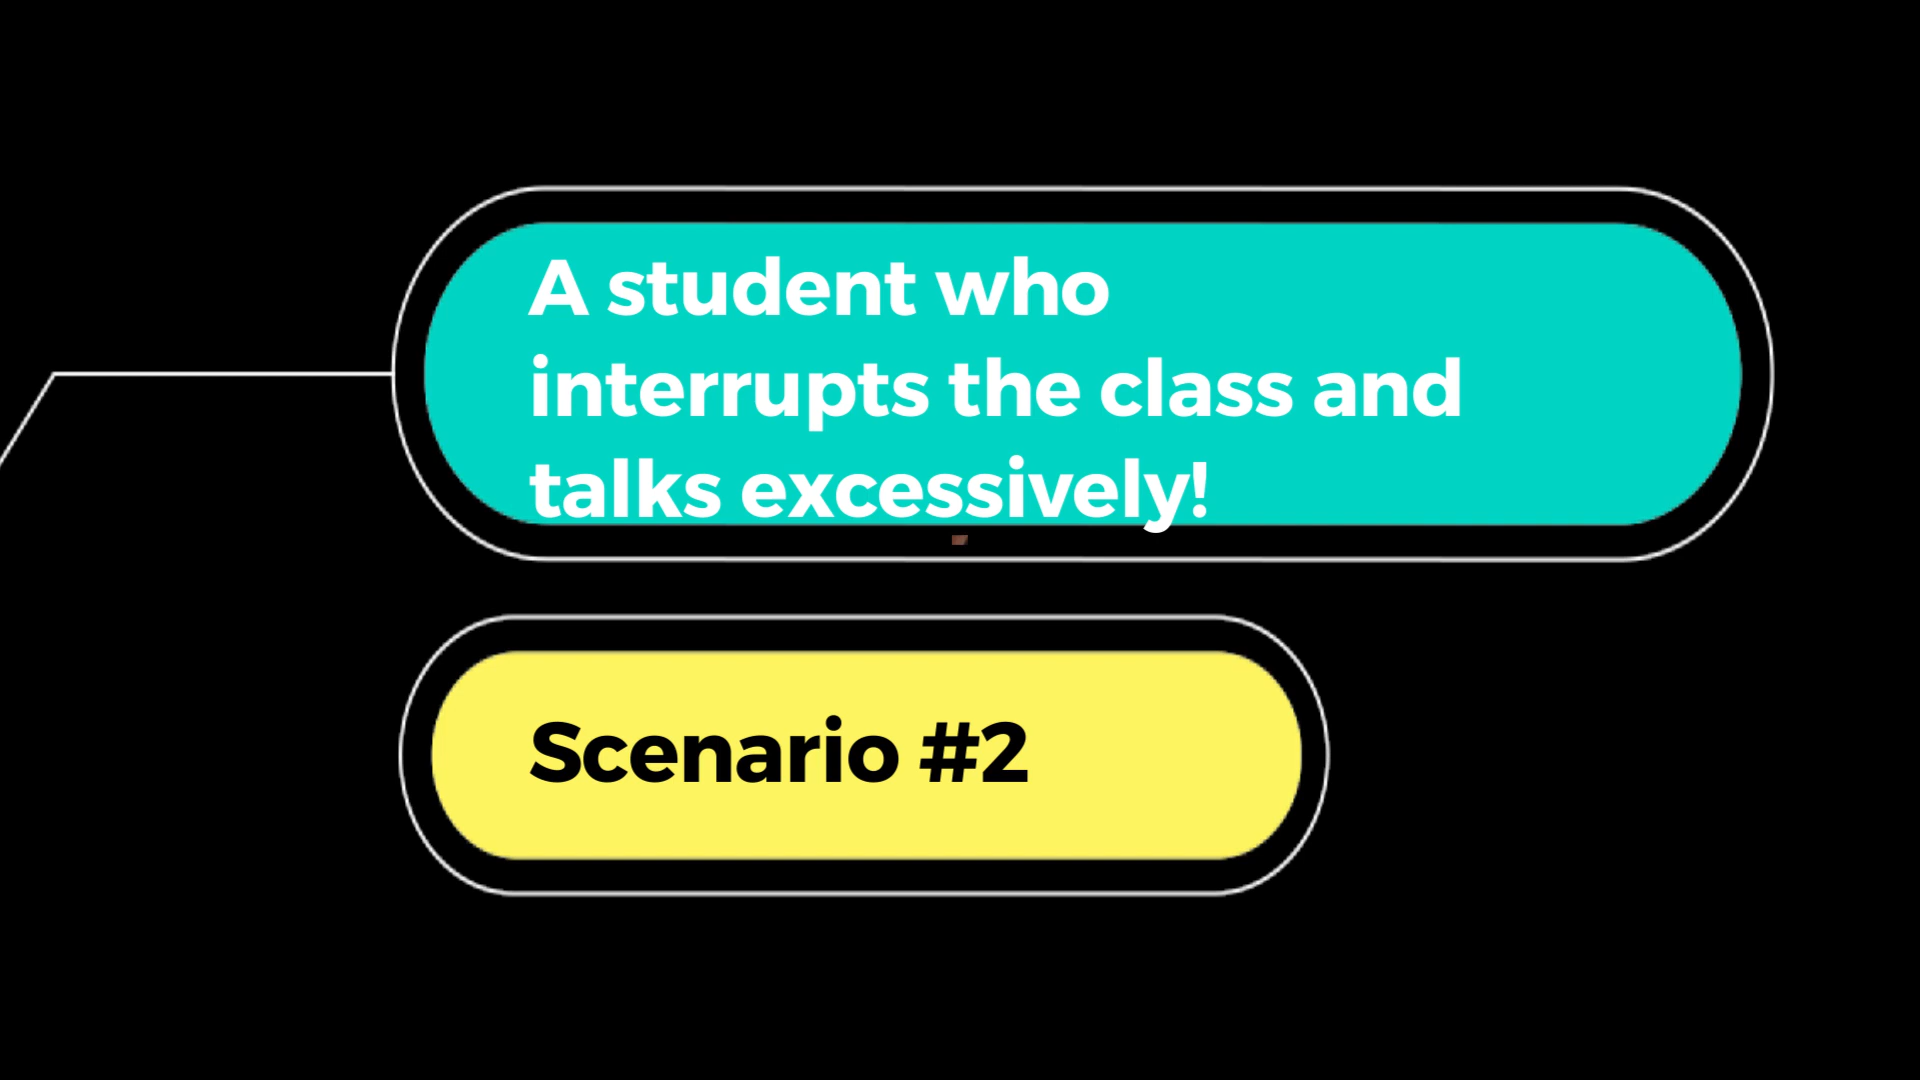 A student who
interrupts the class and
talks excessively!
Scenario #2